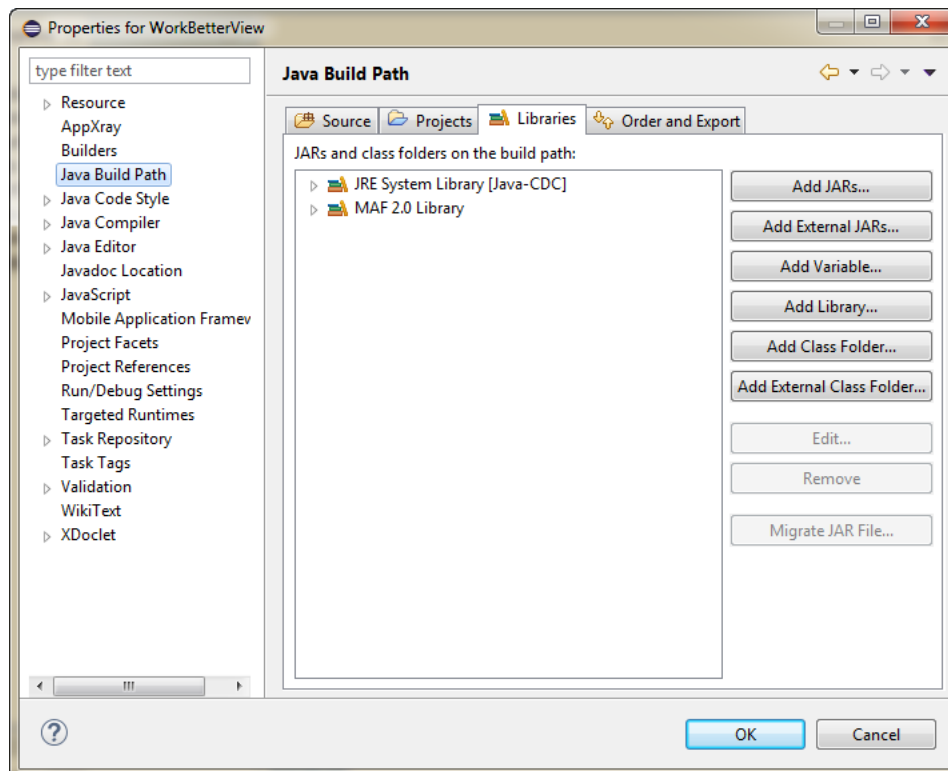 Properties for WorkBetterView
type filter text
Resource
AppXray
Builders
Java Build Path
Java Code Style
Java Compiler
Java Editor
Javadoc Location
JavaScript
Mobile Application Framew
Project Facets
Project References
Run/Debug Settings
Targeted Runtimes
Task Repository
Task Tags
Validation
WikiText
XDoclet
Java Build Path
Source
Projects
Libraries
Order and Export
JARs and class folders on the build path:
JRE System Library [Java-CDC]
MAF 2.0 Library
Add JARs...
Add External JARs...
Add Variable...
Add Library...
Add Class Folder...
Add External Class Folder...
Edit...
Remove
Migrate JAR File...
OK
Cancel